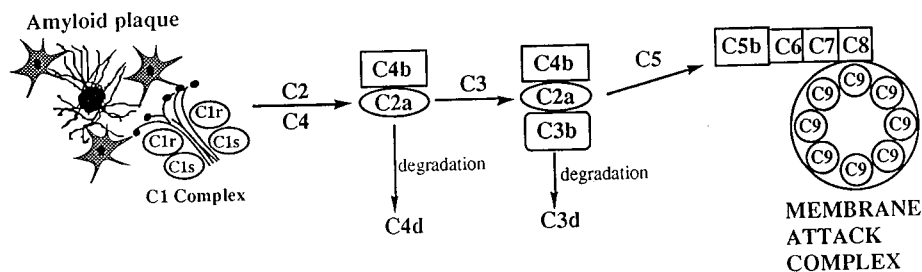 Amyloid plaque
C1r
C1r
C1s
C1s
C1 Complex
C2
C4
C4b
C2a
degradation
C4d
C3
C4b
C2a
C3b
degradation
C3d
C5
C5b C6 C7 C8
C9
C9
C9
C9
C9
C9
C9
C9
MEMBRANE
ATTACK
COMPLEX